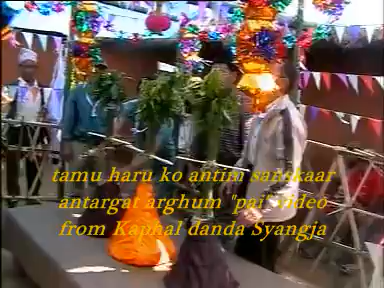 tamu haru ko antim sanskaar
antargat arghum "pai" video
from Kaphal danda Syangja